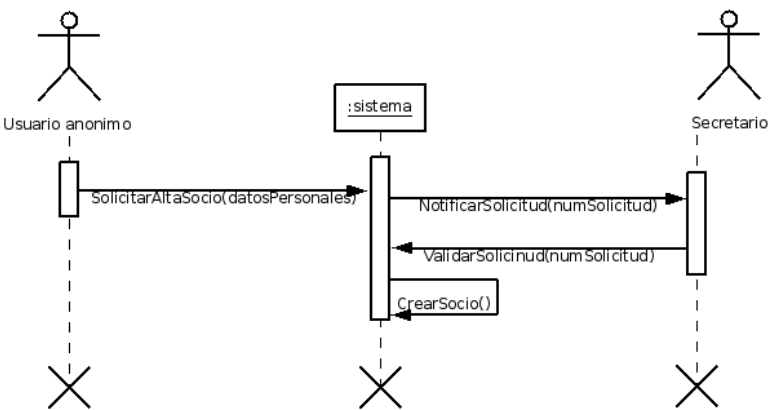 :sistema
Usuario anonimo
Secretario
SolicitarAltaSocio(datosPersonales)
NotificarSolicitud(numSolicitud)
ValidarSolicinud(numSolicitud)
CrearSocio()